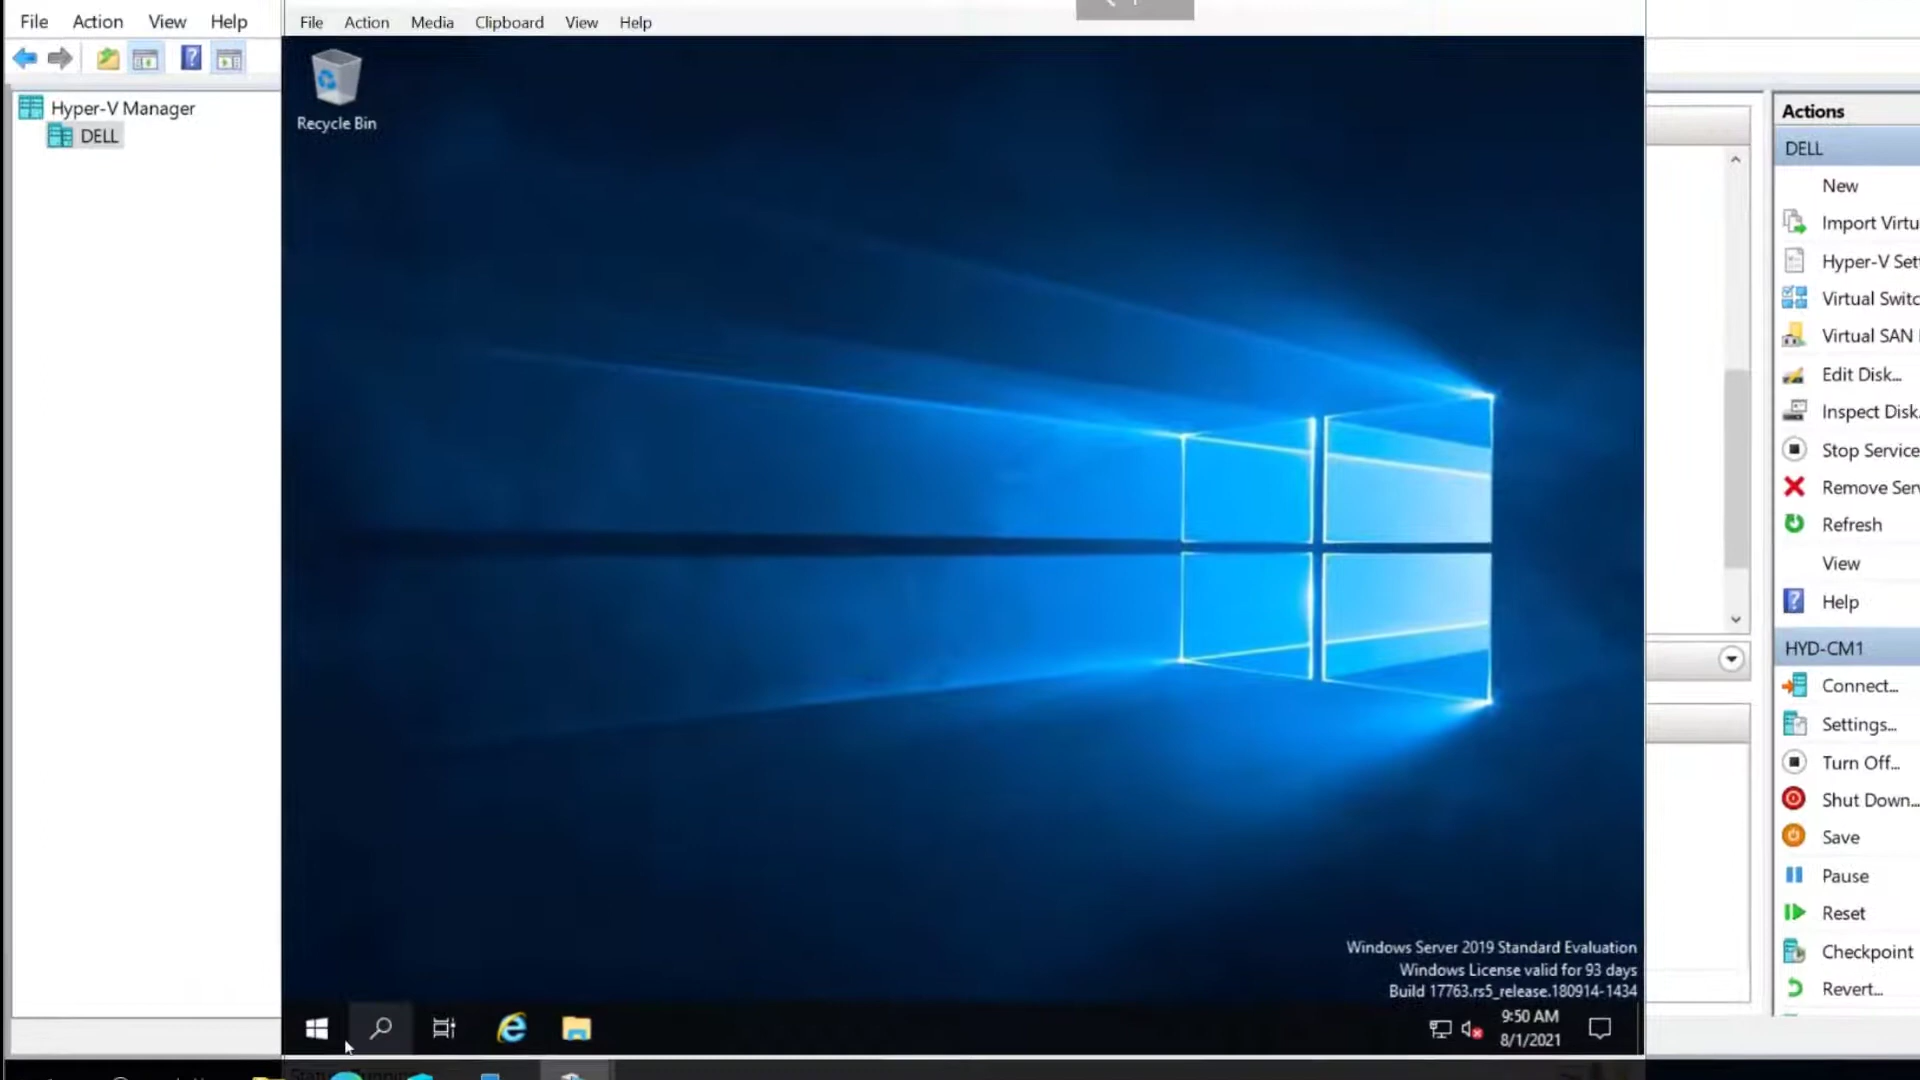 File Action View Help
File Action Media Clipboard View Help
Hyper-V Manager
DELL
Recycle Bin
Windows Server 2019 Standard Evaluation
Windows License valid for 93 days
Build 17763.rs5_release.180914-1434
9:50 AM
8/1/2021
Actions
DELL
New
Import Virtu
Hyper-V Sett
Virtual Switc
Virtual SAN
Edit Disk...
Inspect Disk.
Stop Service
Remove Serv
Refresh
View
Help
HYD-CM1
Connect...
Settings...
Turn Off...
Shut Down...
Save
Pause
Reset
Checkpoint
Revert...